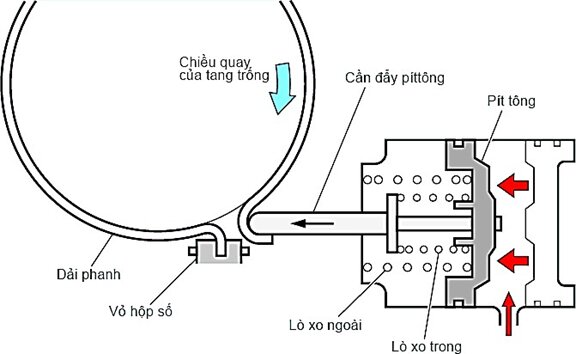 Chiều quay
của tang trống
Cần đẩy píttông
Pít tông
Dải phanh
Vỏ hộp số
Lò xo ngoài
Lò xo trong